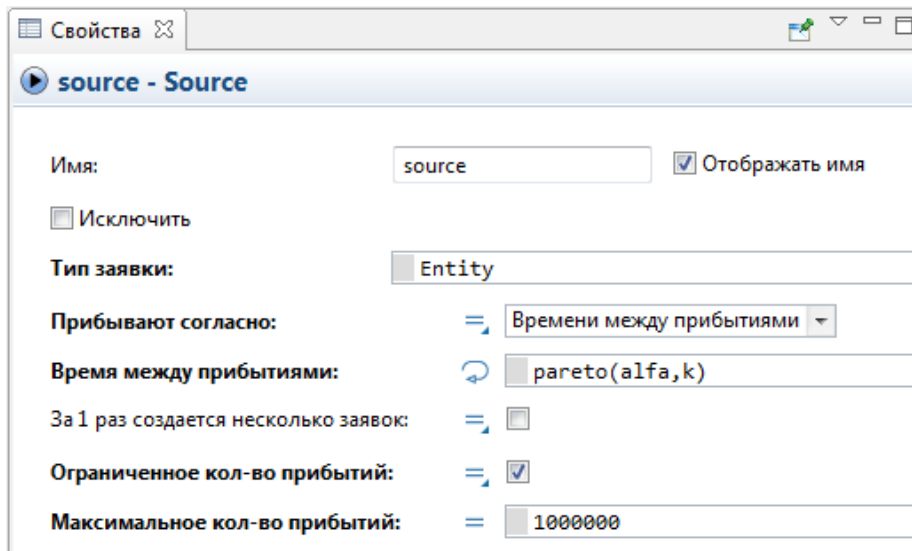 Свойства
source - Source
Имя: source Отображать имя
Исключить
Тип заявки: Entity
Прибывают согласно: Времени между прибытиями
Время между прибытиями: pareto(alfa,k)
За 1 раз создается несколько заявок:
Ограниченное кол-во прибытий:
Максимальное кол-во прибытий: 1000000